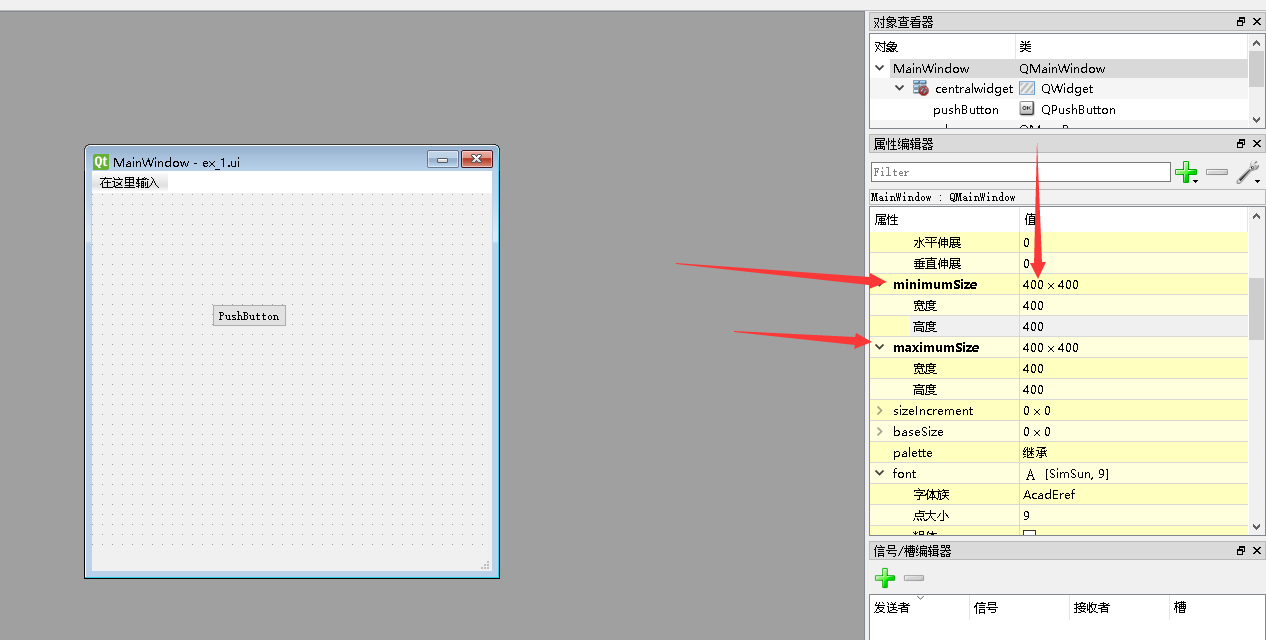 MainWindow - ex_1.ui
在这里输入
PushButton
对象查看器
对象 类
MainWindow QMainWindow
centralwidget QWidget
pushButton OK QPushButton
属性编辑器
Filter
MainWindow : QMainWindow
属性 值
水平伸展 0
垂直伸展 0
minimumSize 400 × 400
宽度 400
高度 400
maximumSize 400 × 400
宽度 400
高度 400
sizeIncrement 0 × 0
baseSize 0 × 0
palette 继承
font A [SimSun, 9]
字体族 AcadEref
点大小 9
信号/槽编辑器
发送者 信号 接收者 槽